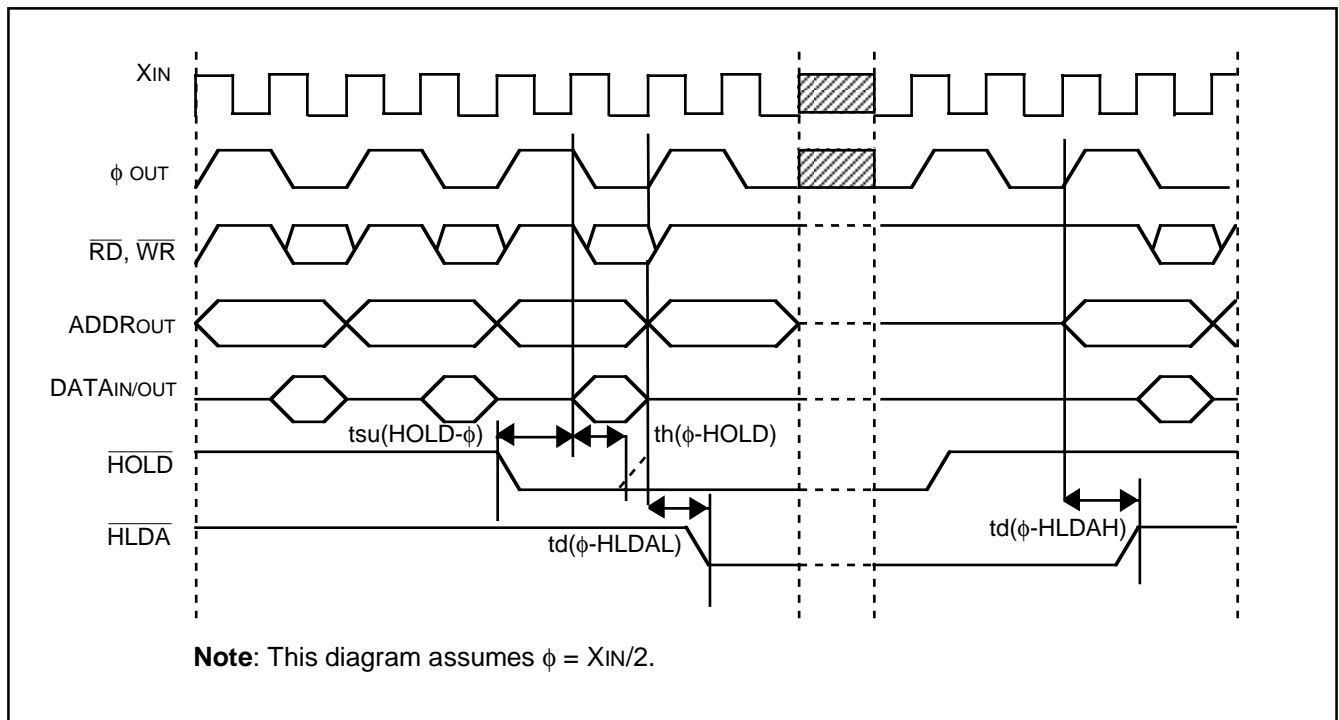 XIN
ϕ OUT
RD, WR
ADDROUT
DATAIN/OUT
tsu(HOLD-ϕ) th(ϕ-HOLD)
HOLD
HLDA
td(ϕ-HLDAL) td(ϕ-HLDAH)
Note: This diagram assumes ϕ = XIN/2.